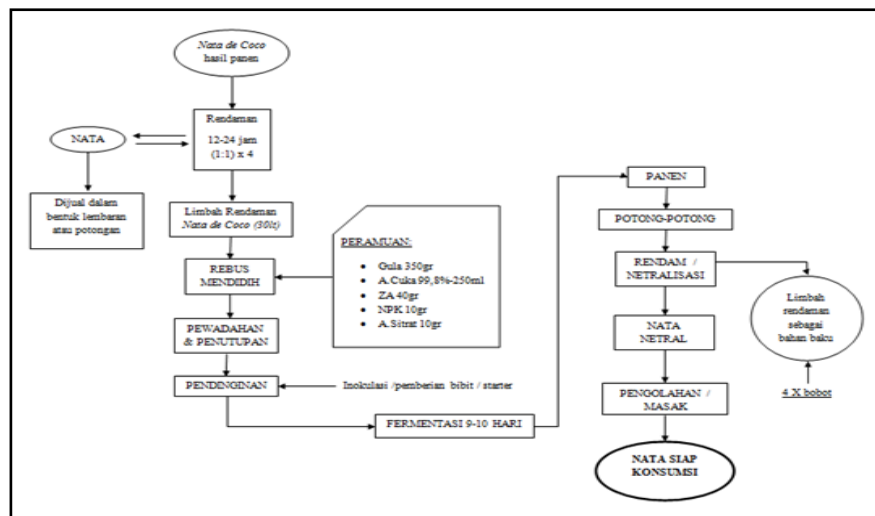 Nata de Coco
hasil panen
Rendaman
12-24 jam
(1:1) x 4
NATA
Dijual dalam
bentuk lembaran
atau potongan
Limbah Rendaman
Nata de Coco (30lt)
REBUS
MENDIDIH
PERAMUAN:
• Gula 350gr
• A.Cuka 99,8%-250ml
• ZA 40gr
• NPK 10gr
• A.Sitrat 10gr
PEWADAHAN
& PENUTUPAN
PENDINGINAN
Inokulasi /pemberian bibit / starter
FERMENTASI 9-10 HARI
PANEN
POTONG-POTONG
RENDAM /
NETRALISASI
Limbah
rendaman
sebagai
bahan baku
4 X bobot
NATA
NETRAL
PENGOLAHAN /
MASAK
NATA SIAP
KONSUMSI